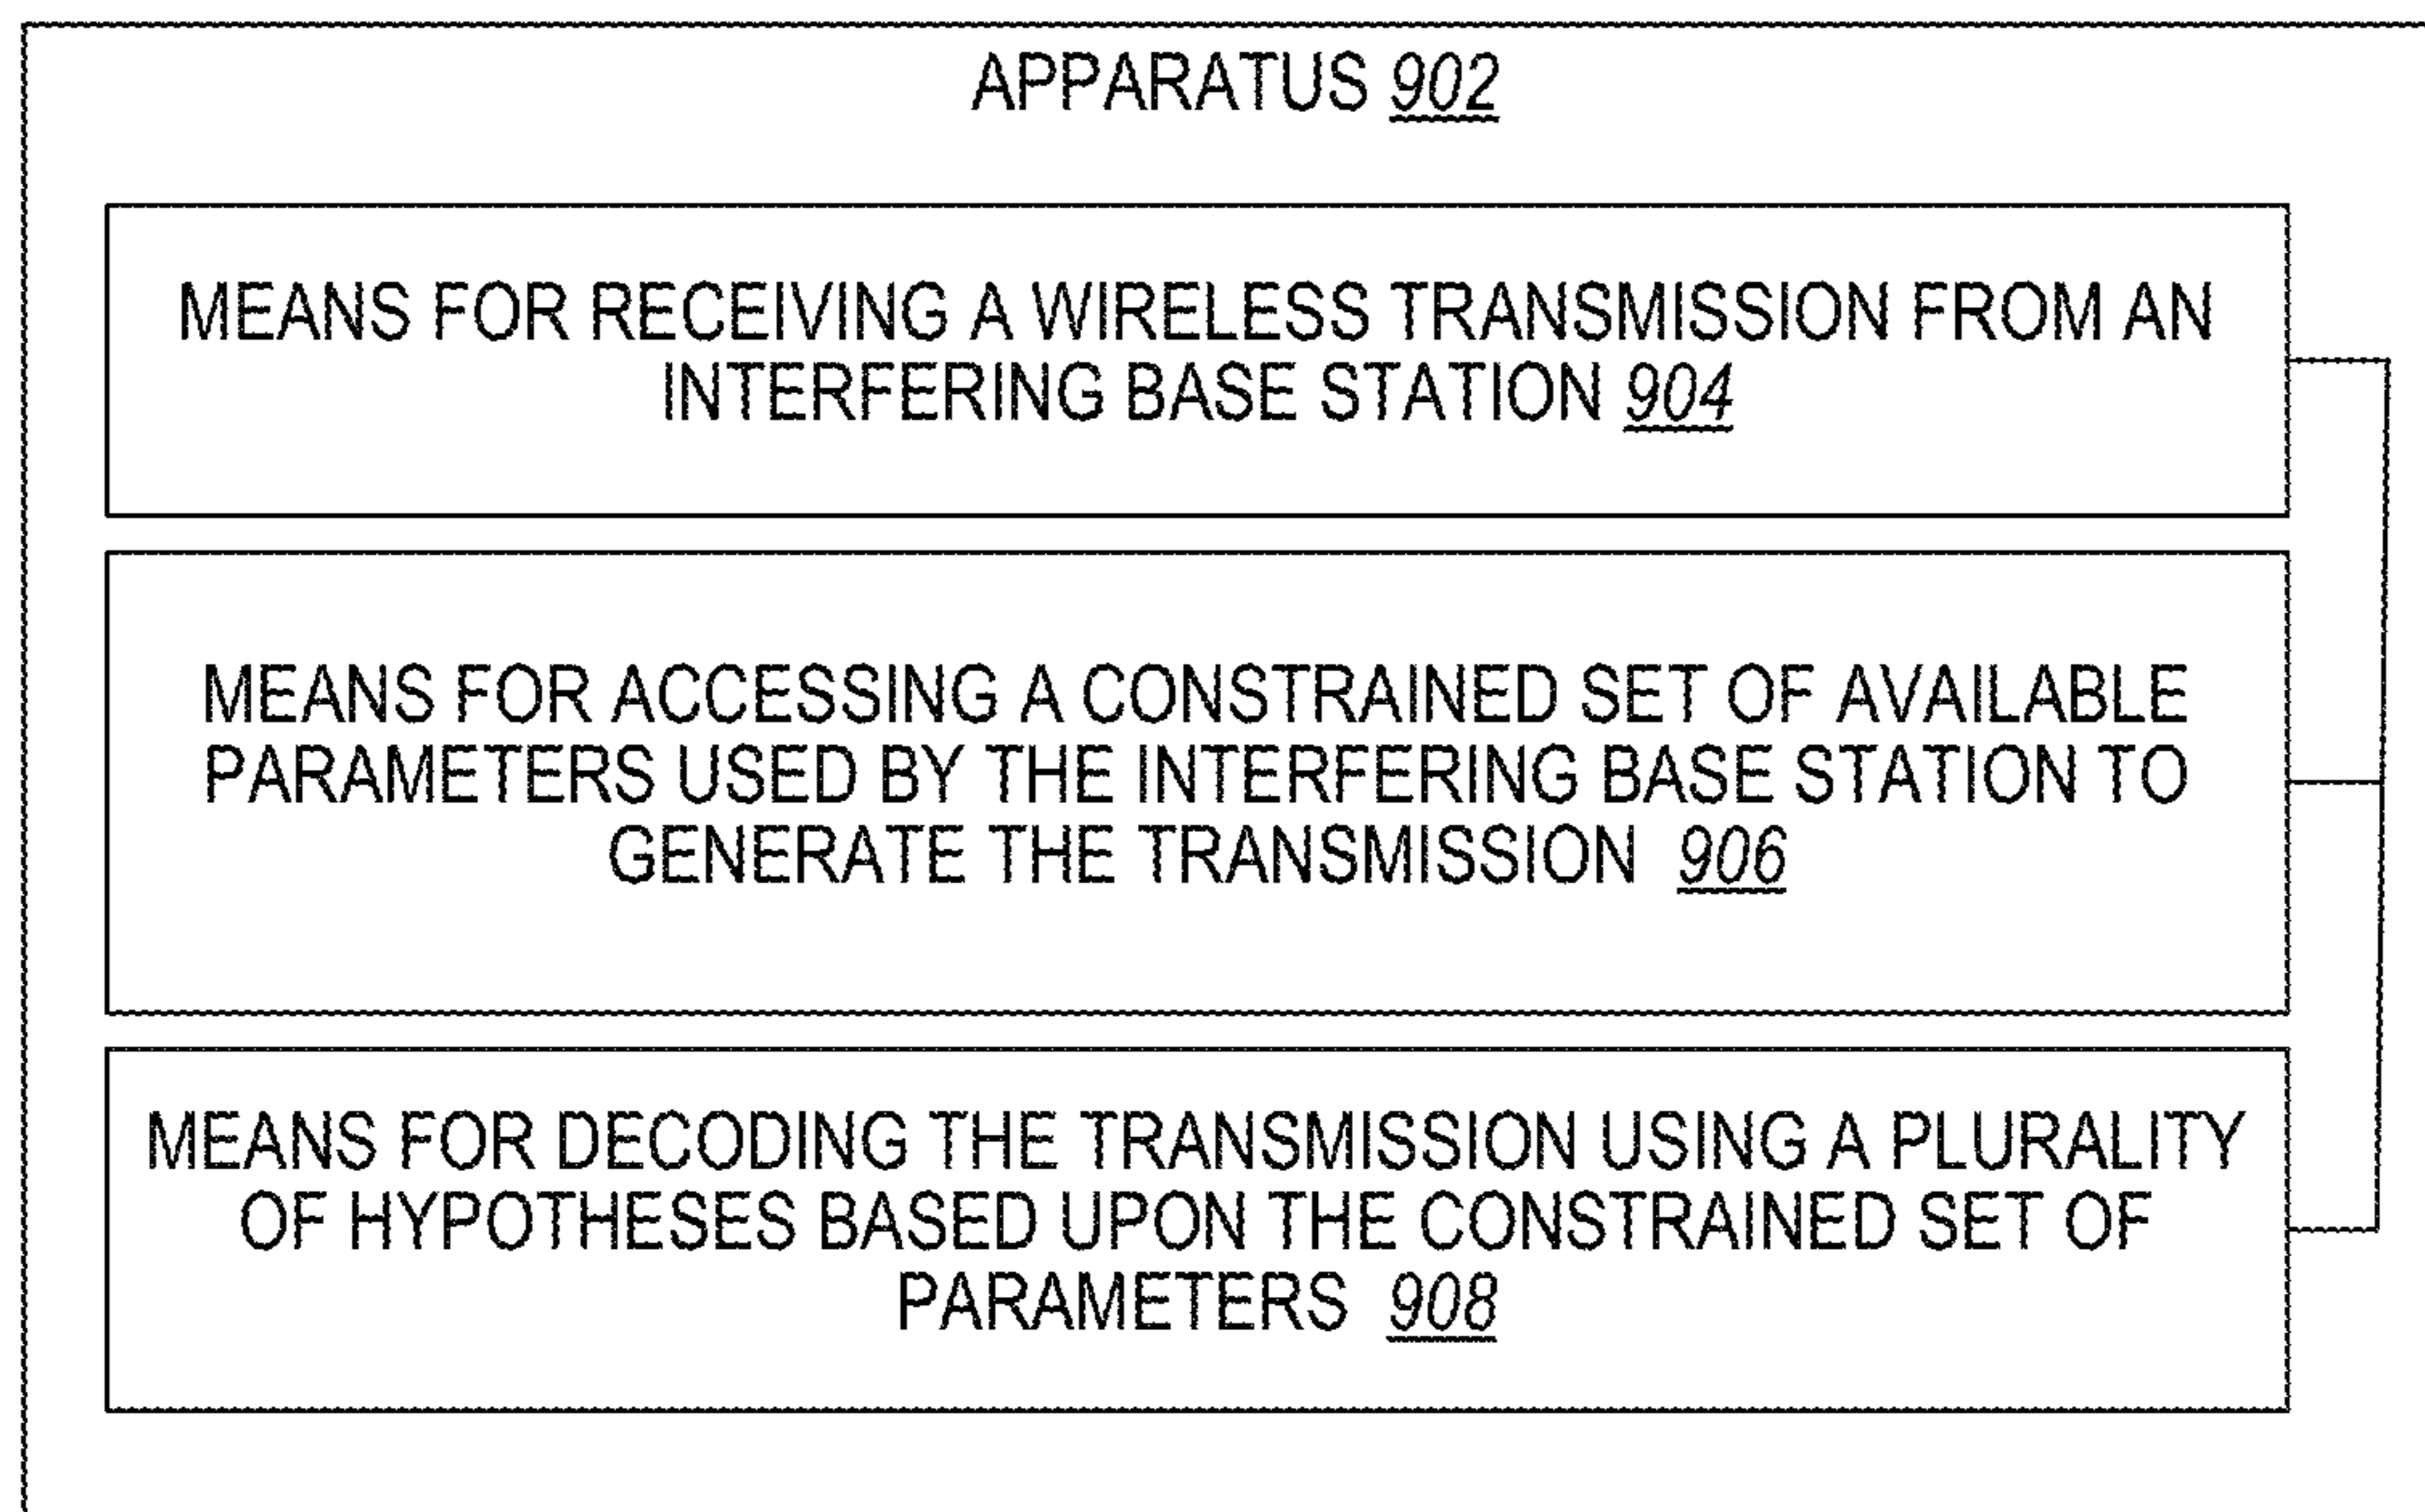 APPARATUS 902
MEANS FOR RECEIVING A WIRELESS TRANSMISSION FROM AN
INTERFERING BASE STATION 904
MEANS FOR ACCESSING A CONSTRAINED SET OF AVAILABLE
PARAMETERS USED BY THE INTERFERING BASE STATION TO
GENERATE THE TRANSMISSION 906
MEANS FOR DECODING THE TRANSMISSION USING A PLURALITY
OF HYPOTHESES BASED UPON THE CONSTRAINED SET OF
PARAMETERS 908